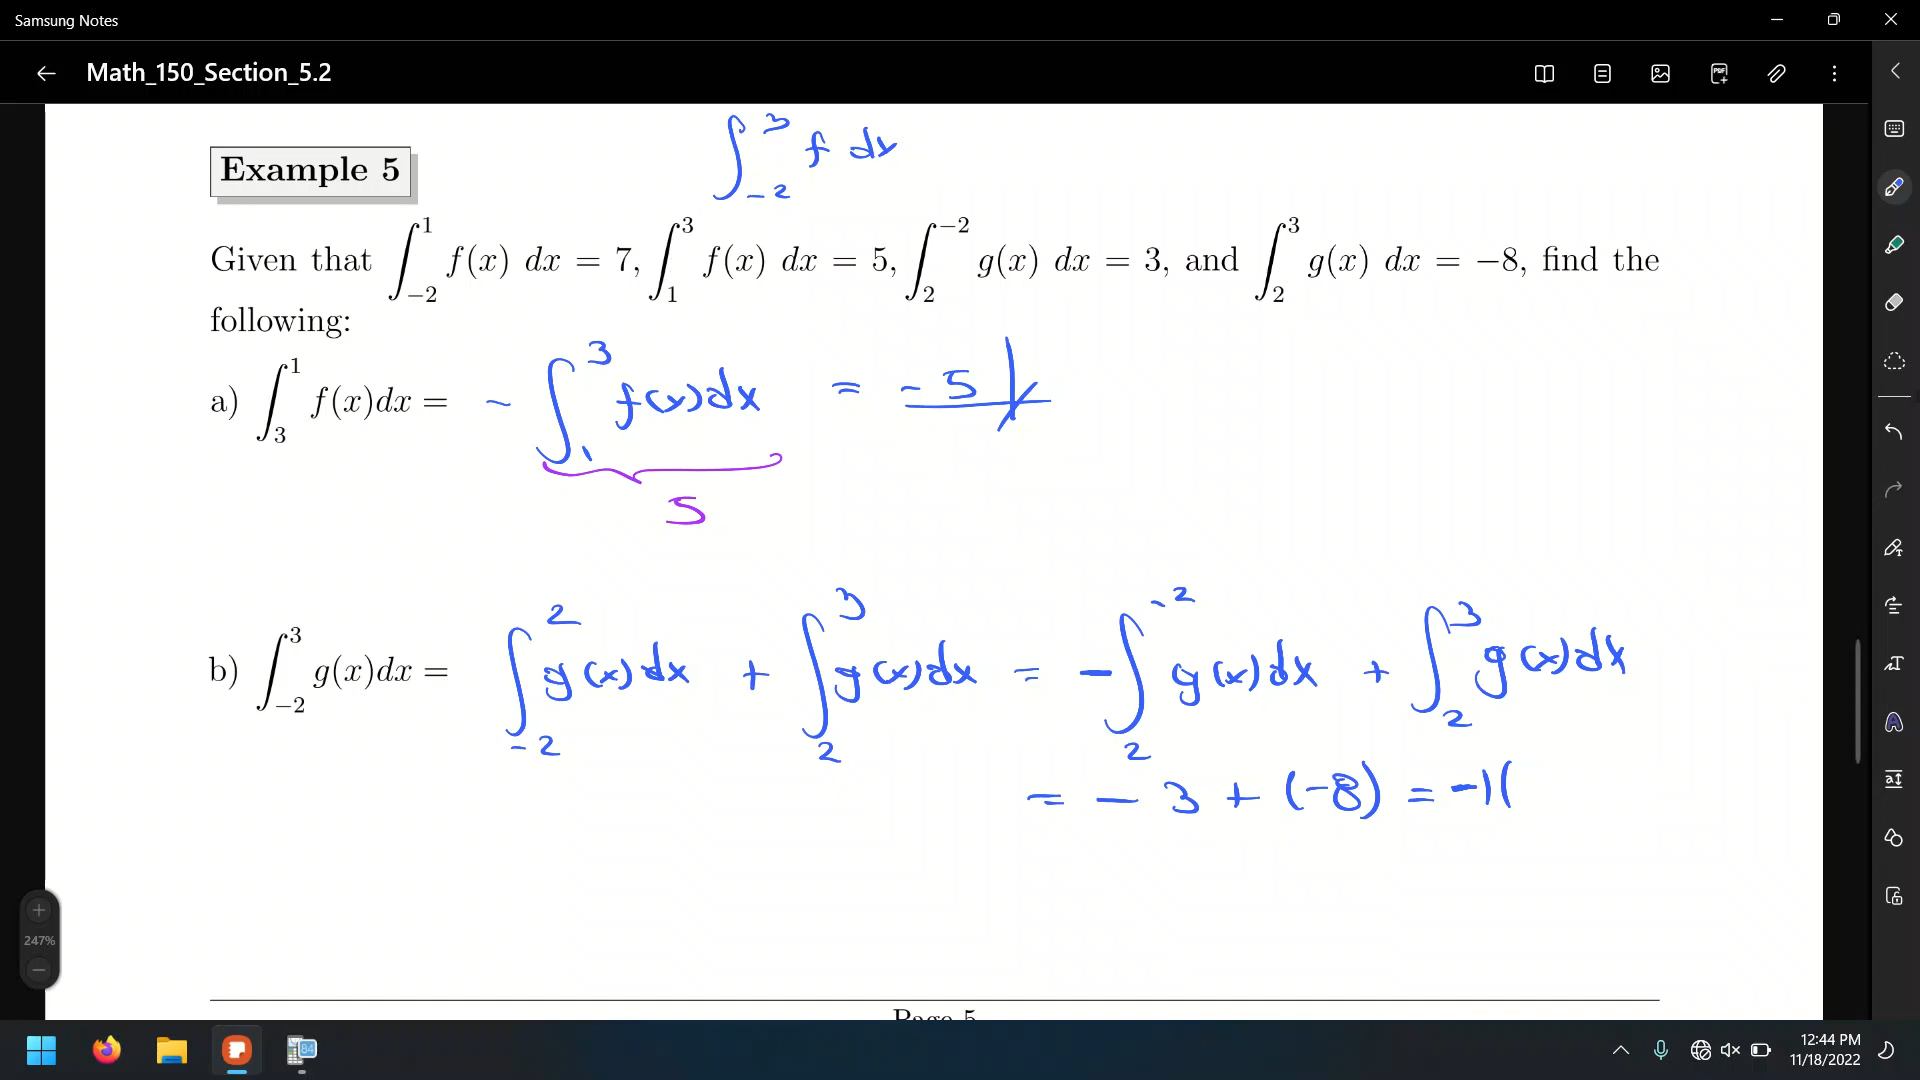 Samsung Notes
Math_150_Section_5.2
∫_{-2}^{3} f dx
Example 5
Given that ∫_{-2}^{1} f(x) dx = 7, ∫_{1}^{3} f(x) dx = 5, ∫_{2}^{-2} g(x) dx = 3, and ∫_{2}^{3} g(x) dx = −8, find the
following:
a) ∫_{3}^{1} f(x)dx = - ∫_{1}^{3} f(x)dx = -5
5
b) ∫_{-2}^{3} g(x)dx = ∫_{-2}^{2} g(x)dx + ∫_{2}^{3} g(x)dx = -∫_{2}^{-2} g(x)dx + ∫_{2}^{3} g(x)dx
= - 3 + (-8) = -11
247%
Page 5
84
12:44 PM
11/18/2022